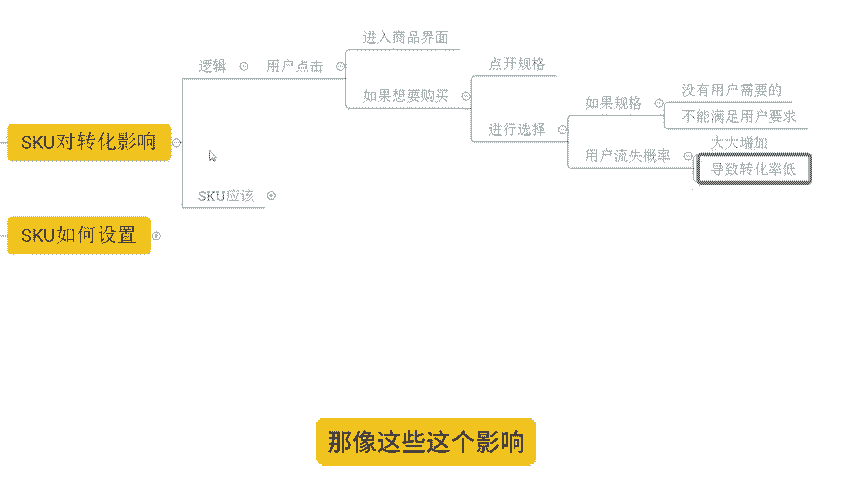 进入商品界面
逻辑
用户点击
点开规格
如果想要购买
没有用户需要的
如果规格
不能满足用户要求
进行选择
SKU对转化影响
大大增加
用户流失概率
导致转化率低
SKU应该
SKU如何设置
那像这些这个影响